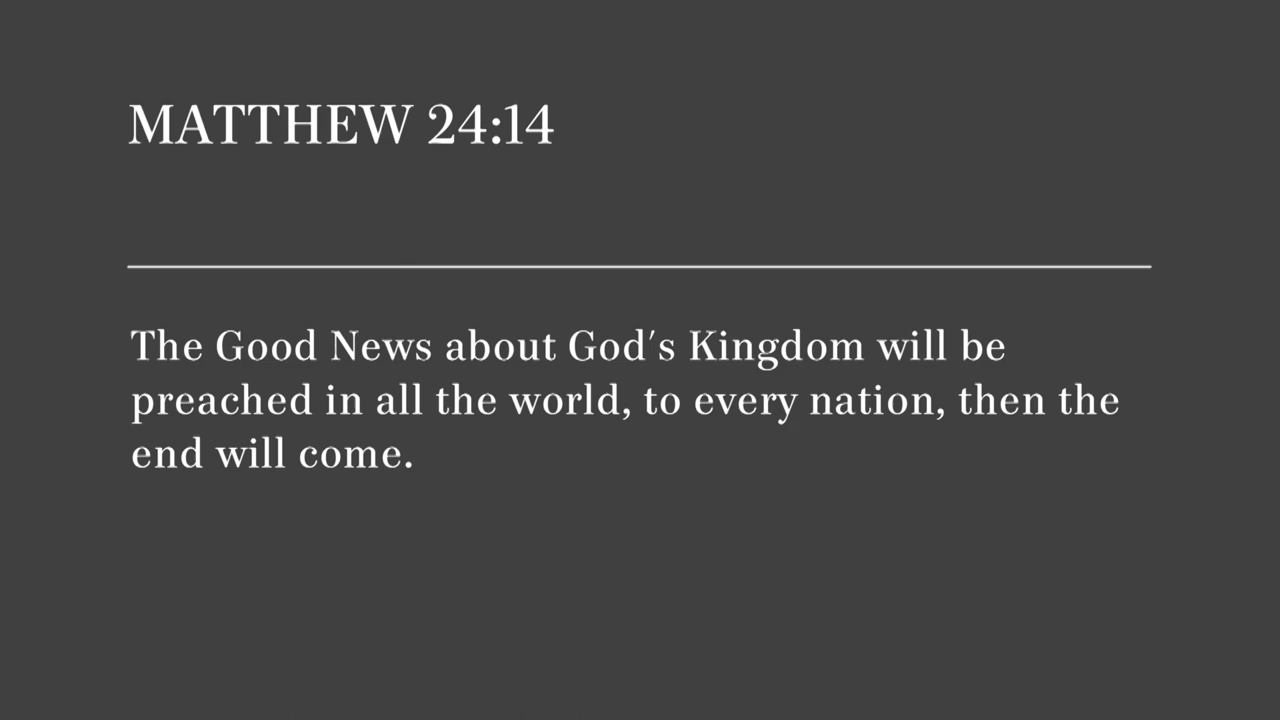 MATTHEW 24:14
The Good News about God's Kingdom will be
preached in all the world, to every nation, then the
end will come.